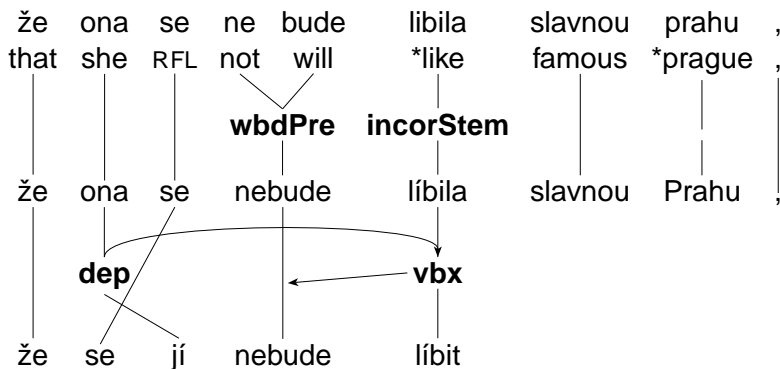 že ona se ne bude libila slavnou prahu ,
that she RFL not will *like famous *prague ,
wbdPre incorStem
že ona se nebude líbila slavnou Prahu ,
dep vbx
že se jí nebude líbit